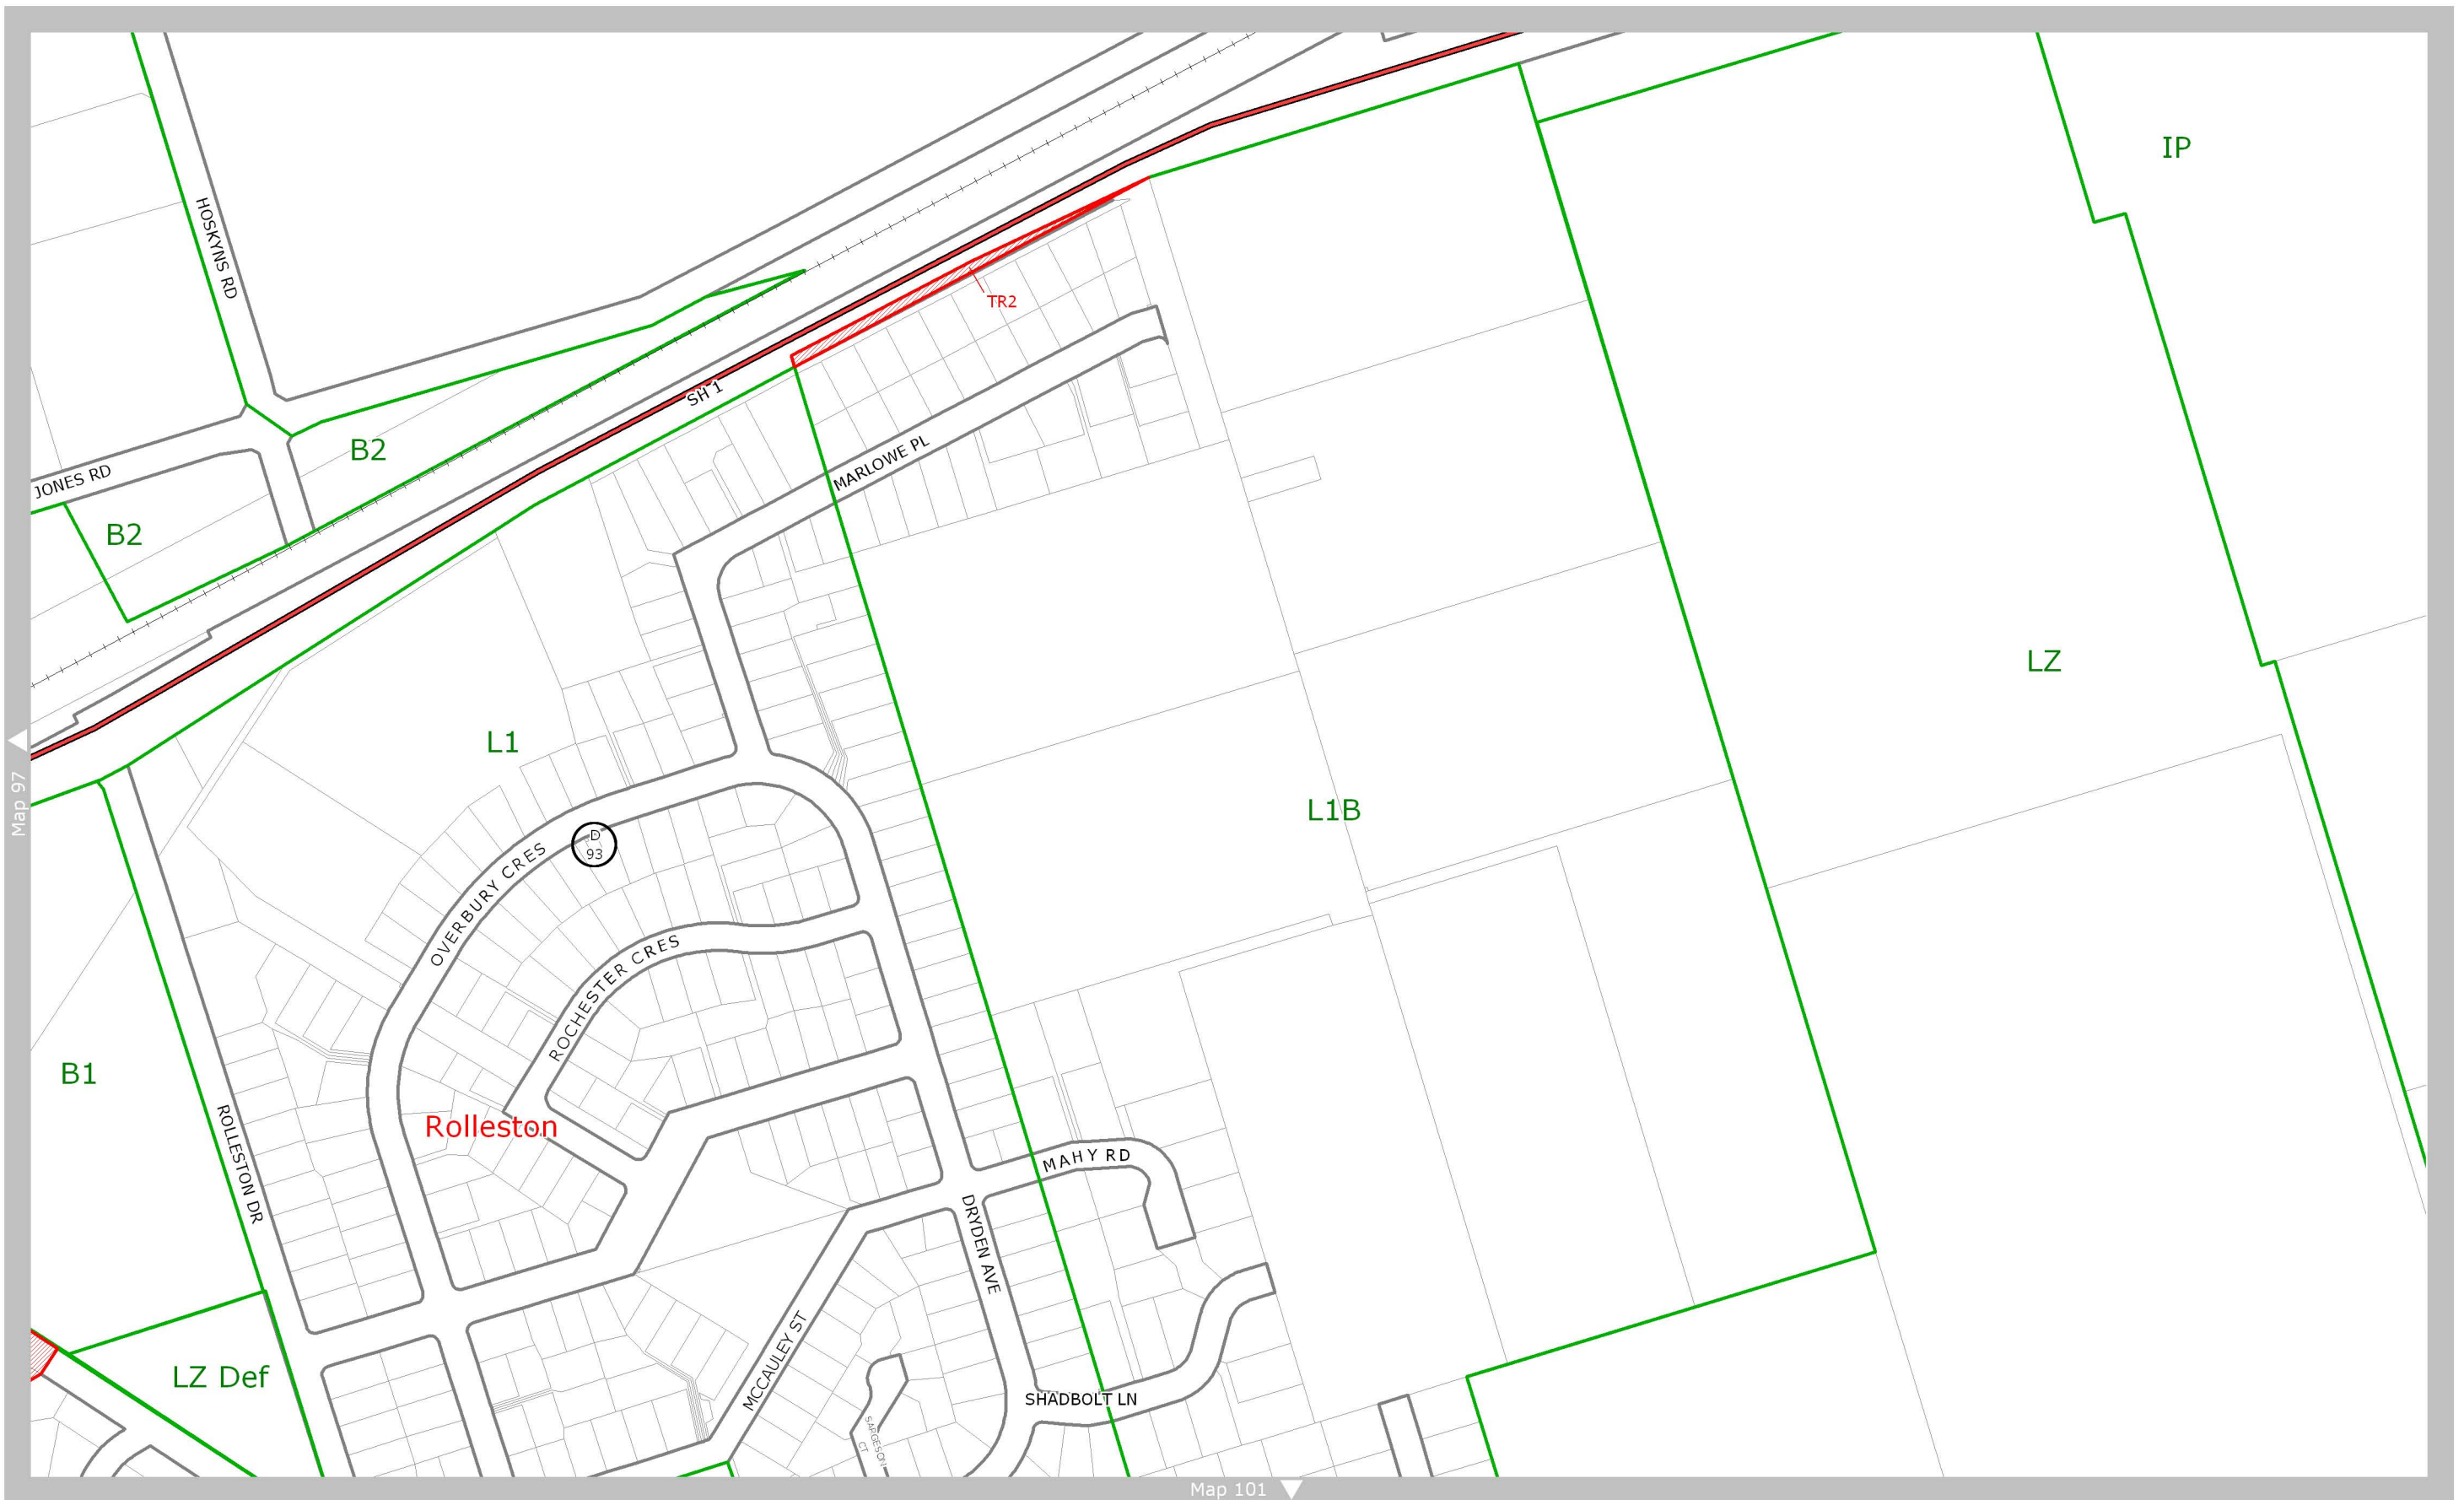 IP
HOSKYNS RD
TR2
SH 1
B2
MARLOWE PL
JONES RD
B2
LZ
L1
Map 97
L1B
D
93
OVERBURY CRES
ROCHESTER CRES
B1
Rolleston
ROLLESTON DR
MAHY RD
DRYDEN AVE
MCCAULEY ST
LZ Def
SHADBOLT LN
SARGESON
CT
Map 101